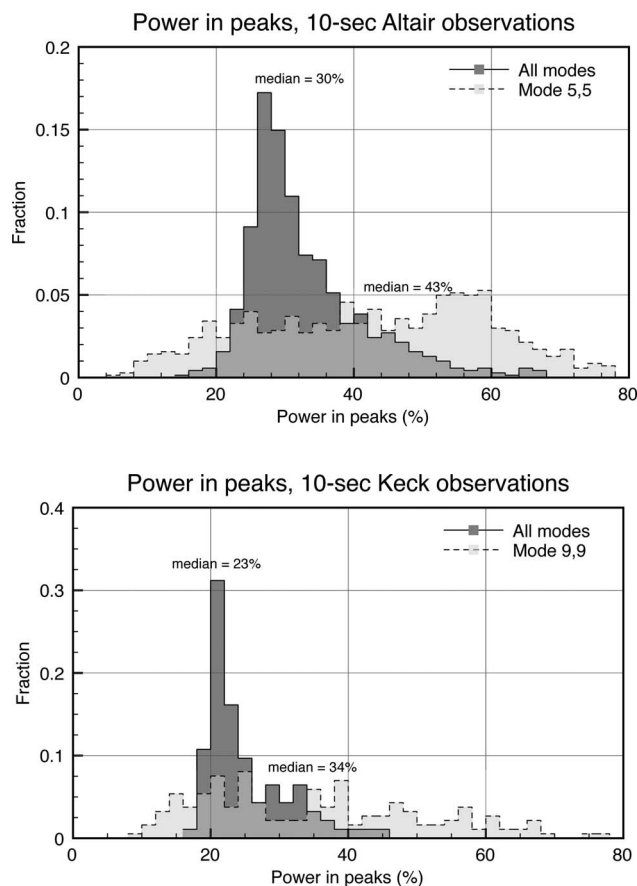 Power in peaks, 10-sec Altair observations
0.2
median = 30%
All modes
Mode 5,5
0.15
Fraction
0.1
median = 43%
0.05
0
0 20 40 60 80
Power in peaks (%)
Power in peaks, 10-sec Keck observations
0.4
All modes
Mode 9,9
median = 23%
0.3
Fraction
0.2
0.1
median = 34%
0
0 20 40 60 80
Power in peaks (%)